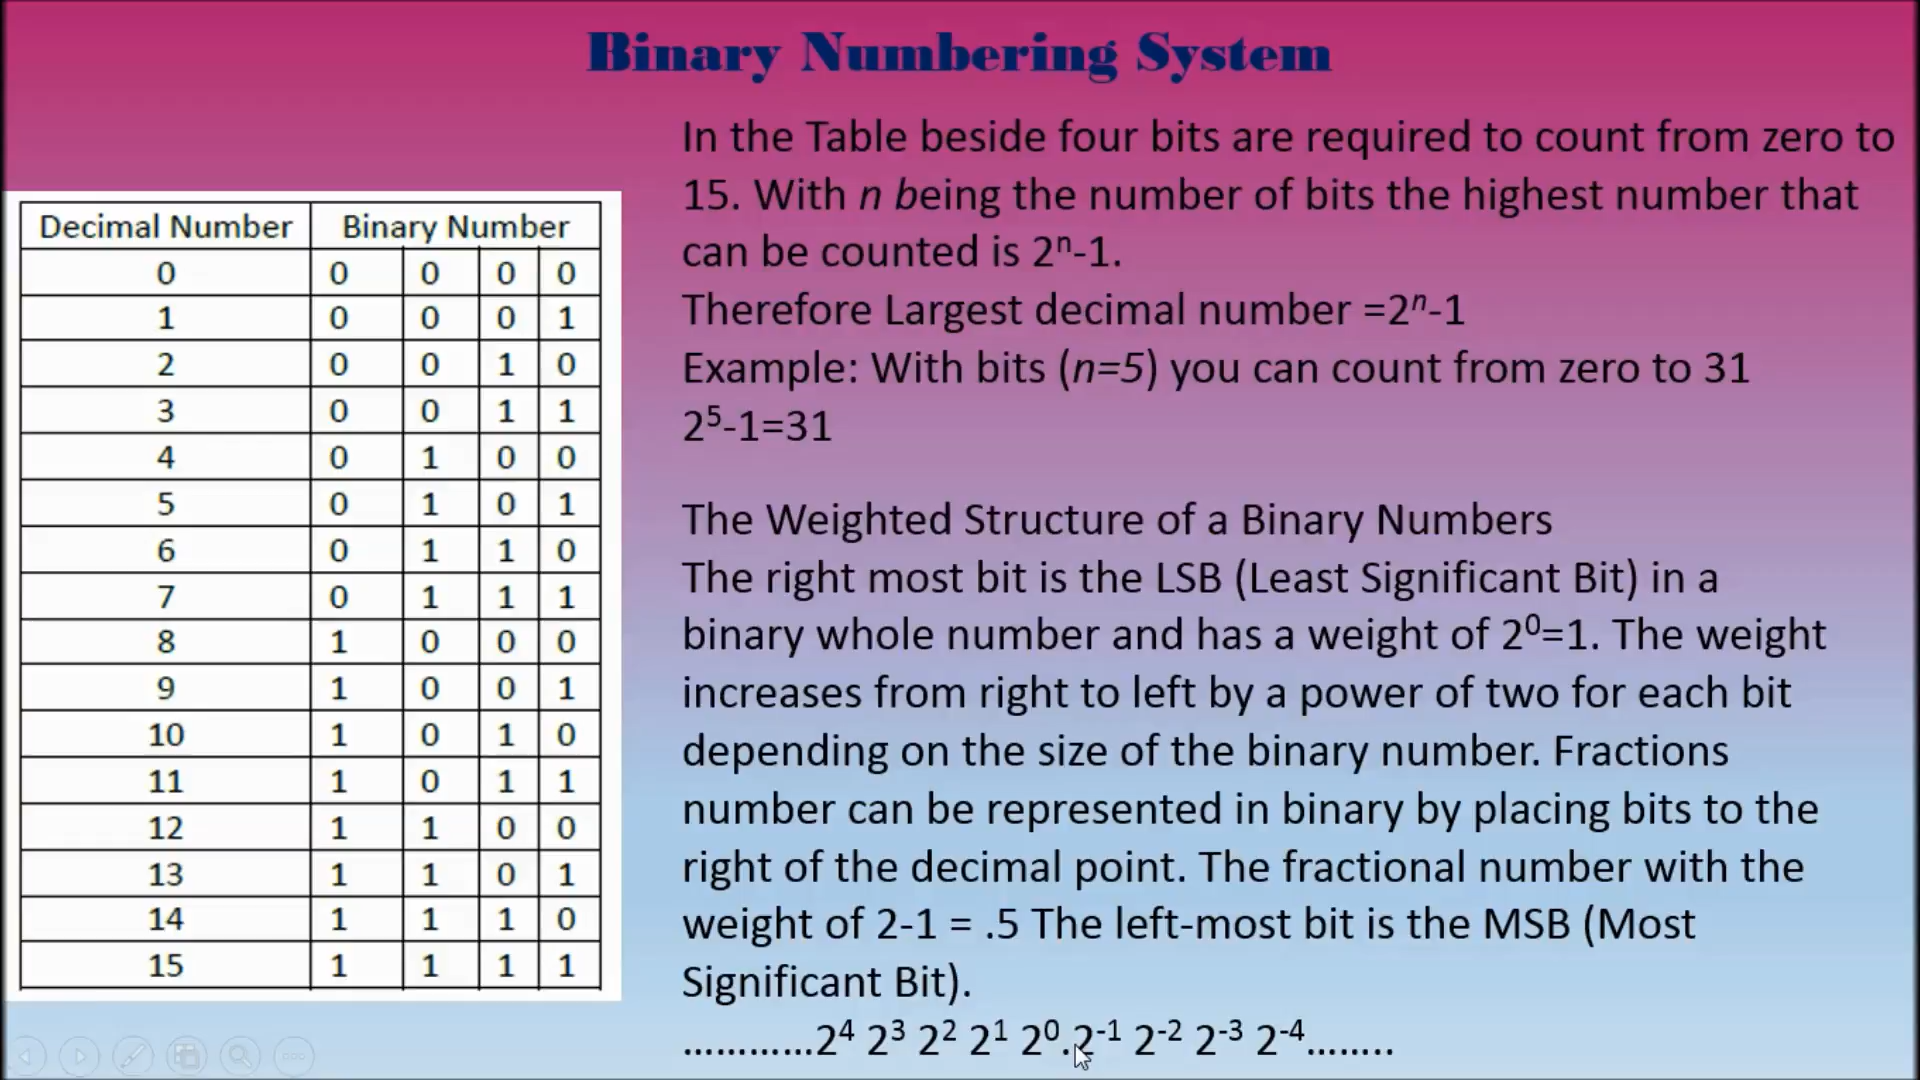 Binary Numbering System
Decimal Number Binary Number
0 0 0 0 0
1 0 0 0 1
2 0 0 1 0
3 0 0 1 1
4 0 1 0 0
5 0 1 0 1
6 0 1 1 0
7 0 1 1 1
8 1 0 0 0
9 1 0 0 1
10 1 0 1 0
11 1 0 1 1
12 1 1 0 0
13 1 1 0 1
14 1 1 1 0
15 1 1 1 1
In the Table beside four bits are required to count from zero to
15. With n being the number of bits the highest number that
can be counted is 2ⁿ-1.
Therefore Largest decimal number =2ⁿ-1
Example: With bits (n=5) you can count from zero to 31
2⁵-1=31
The Weighted Structure of a Binary Numbers
The right most bit is the LSB (Least Significant Bit) in a
binary whole number and has a weight of 2⁰=1. The weight
increases from right to left by a power of two for each bit
depending on the size of the binary number. Fractions
number can be represented in binary by placing bits to the
right of the decimal point. The fractional number with the
weight of 2-1 = .5 The left-most bit is the MSB (Most
Significant Bit).
.............2⁴ 2³ 2² 2¹ 2⁰.2⁻¹ 2⁻² 2⁻³ 2⁻⁴........